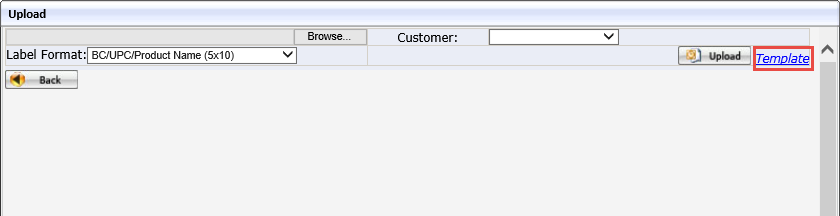 Upload
Browse... Customer:
Label Format: BC/UPC/Product Name (5x10) Upload Template
Back